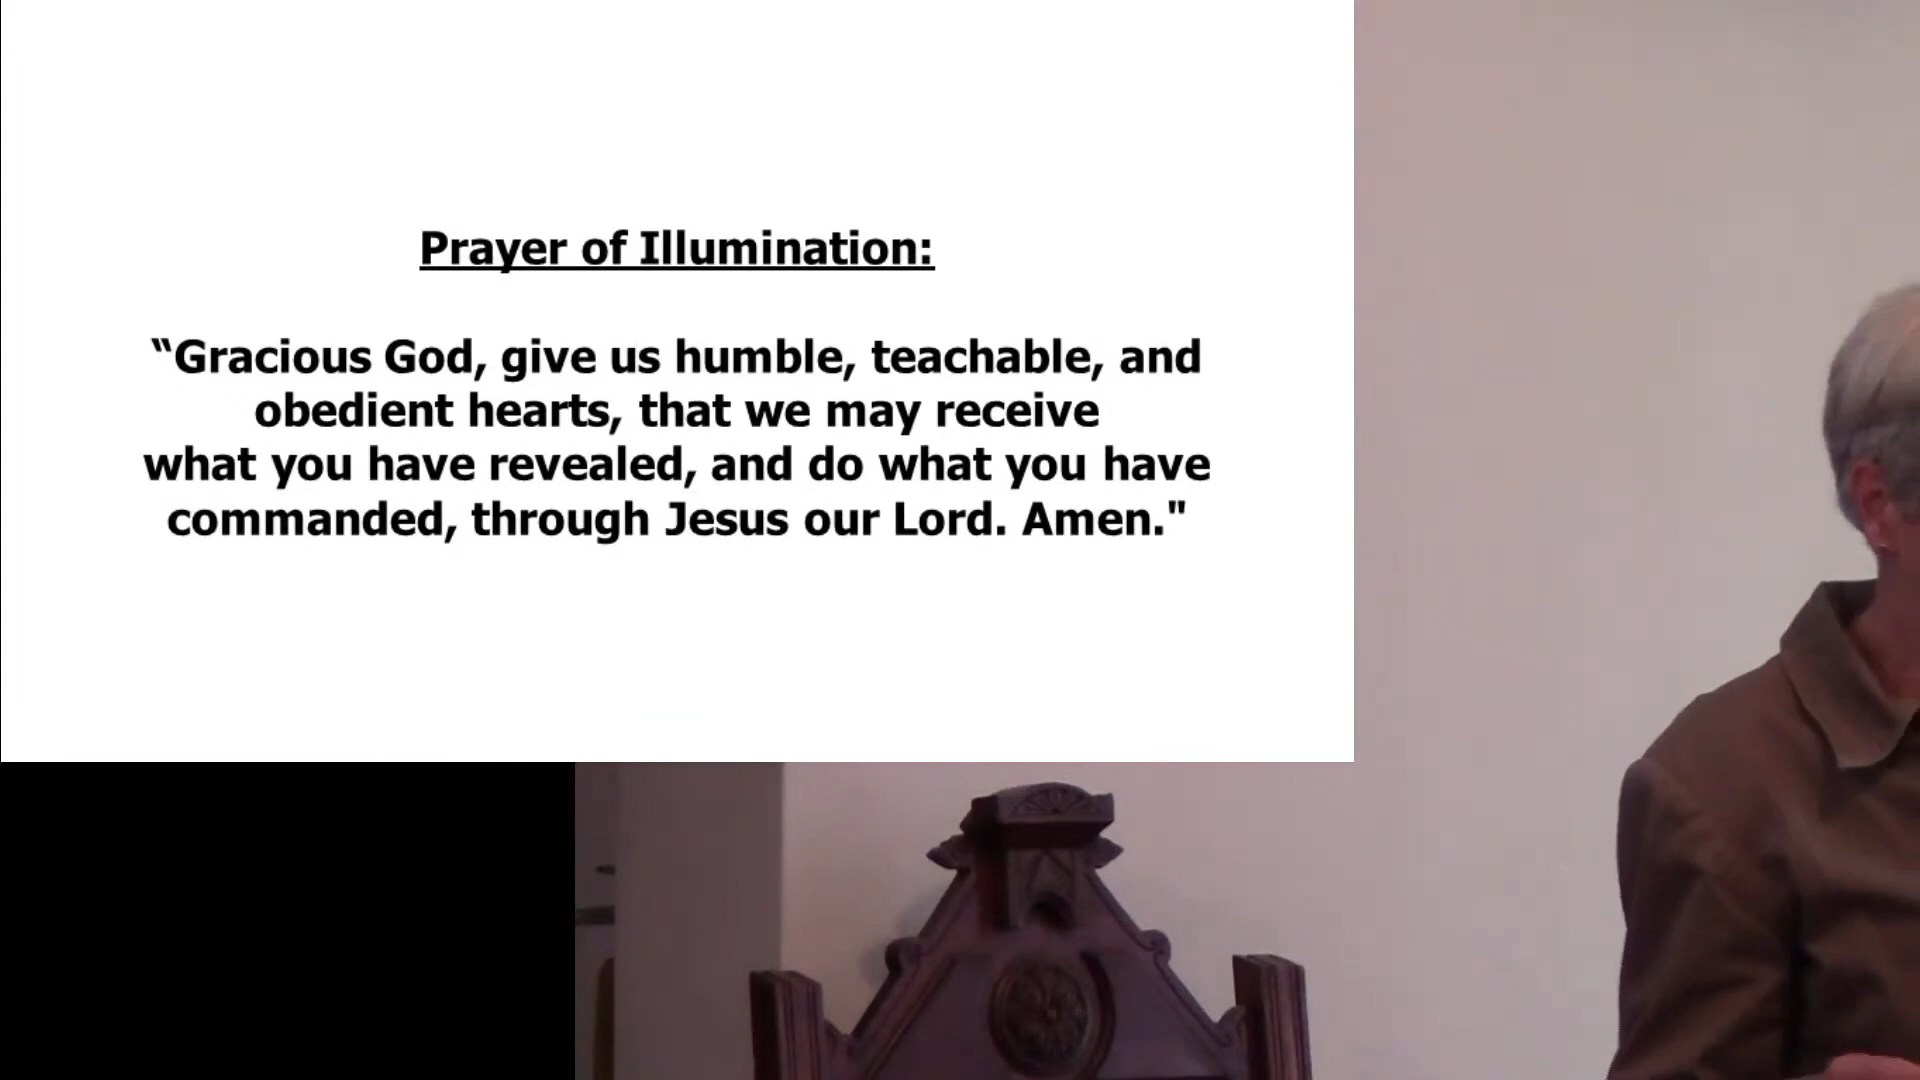 Prayer of Illumination:
“Gracious God, give us humble, teachable, and
obedient hearts, that we may receive
what you have revealed, and do what you have
commanded, through Jesus our Lord. Amen."